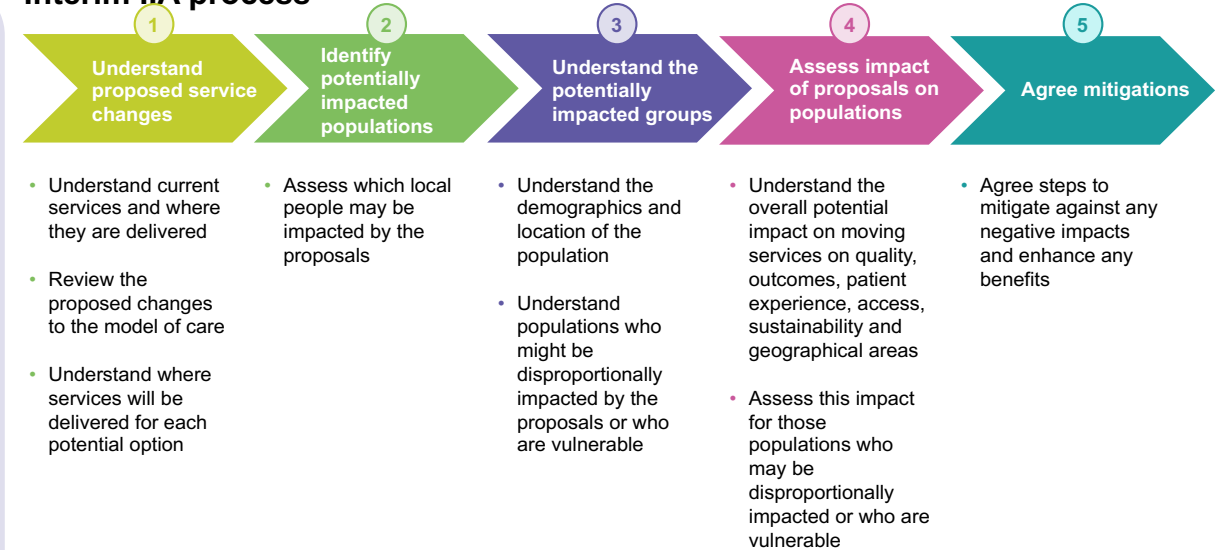 Interim IIA process
1
2
3
4
5
Understand
proposed service
changes
Identify
potentially
impacted
populations
Understand the
potentially
impacted groups
Assess impact
of proposals on
populations
Agree mitigations
• Understand current
services and where
they are delivered
• Review the
proposed changes
to the model of care
• Understand where
services will be
delivered for each
potential option
• Assess which local
people may be
impacted by the
proposals
• Understand the
demographics and
location of the
population
• Understand
populations who
might be
disproportionally
impacted by the
proposals or who
are vulnerable
• Understand the
overall potential
impact on moving
services on quality,
outcomes, patient
experience, access,
sustainability and
geographical areas
• Assess this impact
for those
populations who
may be
disproportionally
impacted or who are
vulnerable
• Agree steps to
mitigate against any
negative impacts
and enhance any
benefits